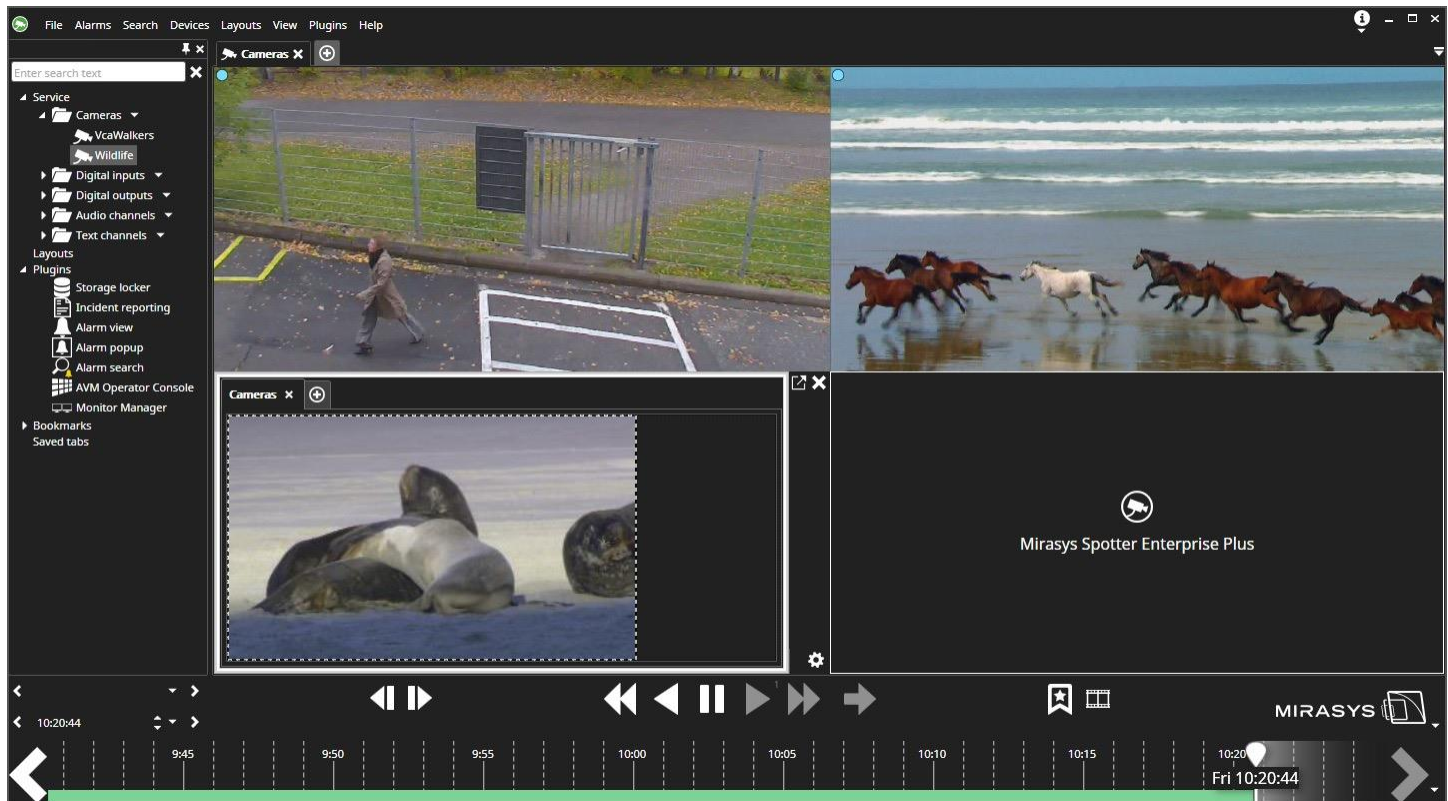 File Alarms Search Devices Layouts View Plugins Help
Cameras
Enter search text
Service
Cameras
VcaWalkers
Wildlife
Digital inputs
Digital outputs
Audio channels
Text channels
Layouts
Plugins
Storage locker
Incident reporting
Alarm view
Alarm popup
Alarm search
AVM Operator Console
Monitor Manager
Bookmarks
Saved tabs
Cameras
Mirasys Spotter Enterprise Plus
1
MIRASYS
10:20:44
9:45 9:50 9:55 10:00 10:05 10:10 10:15 10:20
Fri 10:20:44